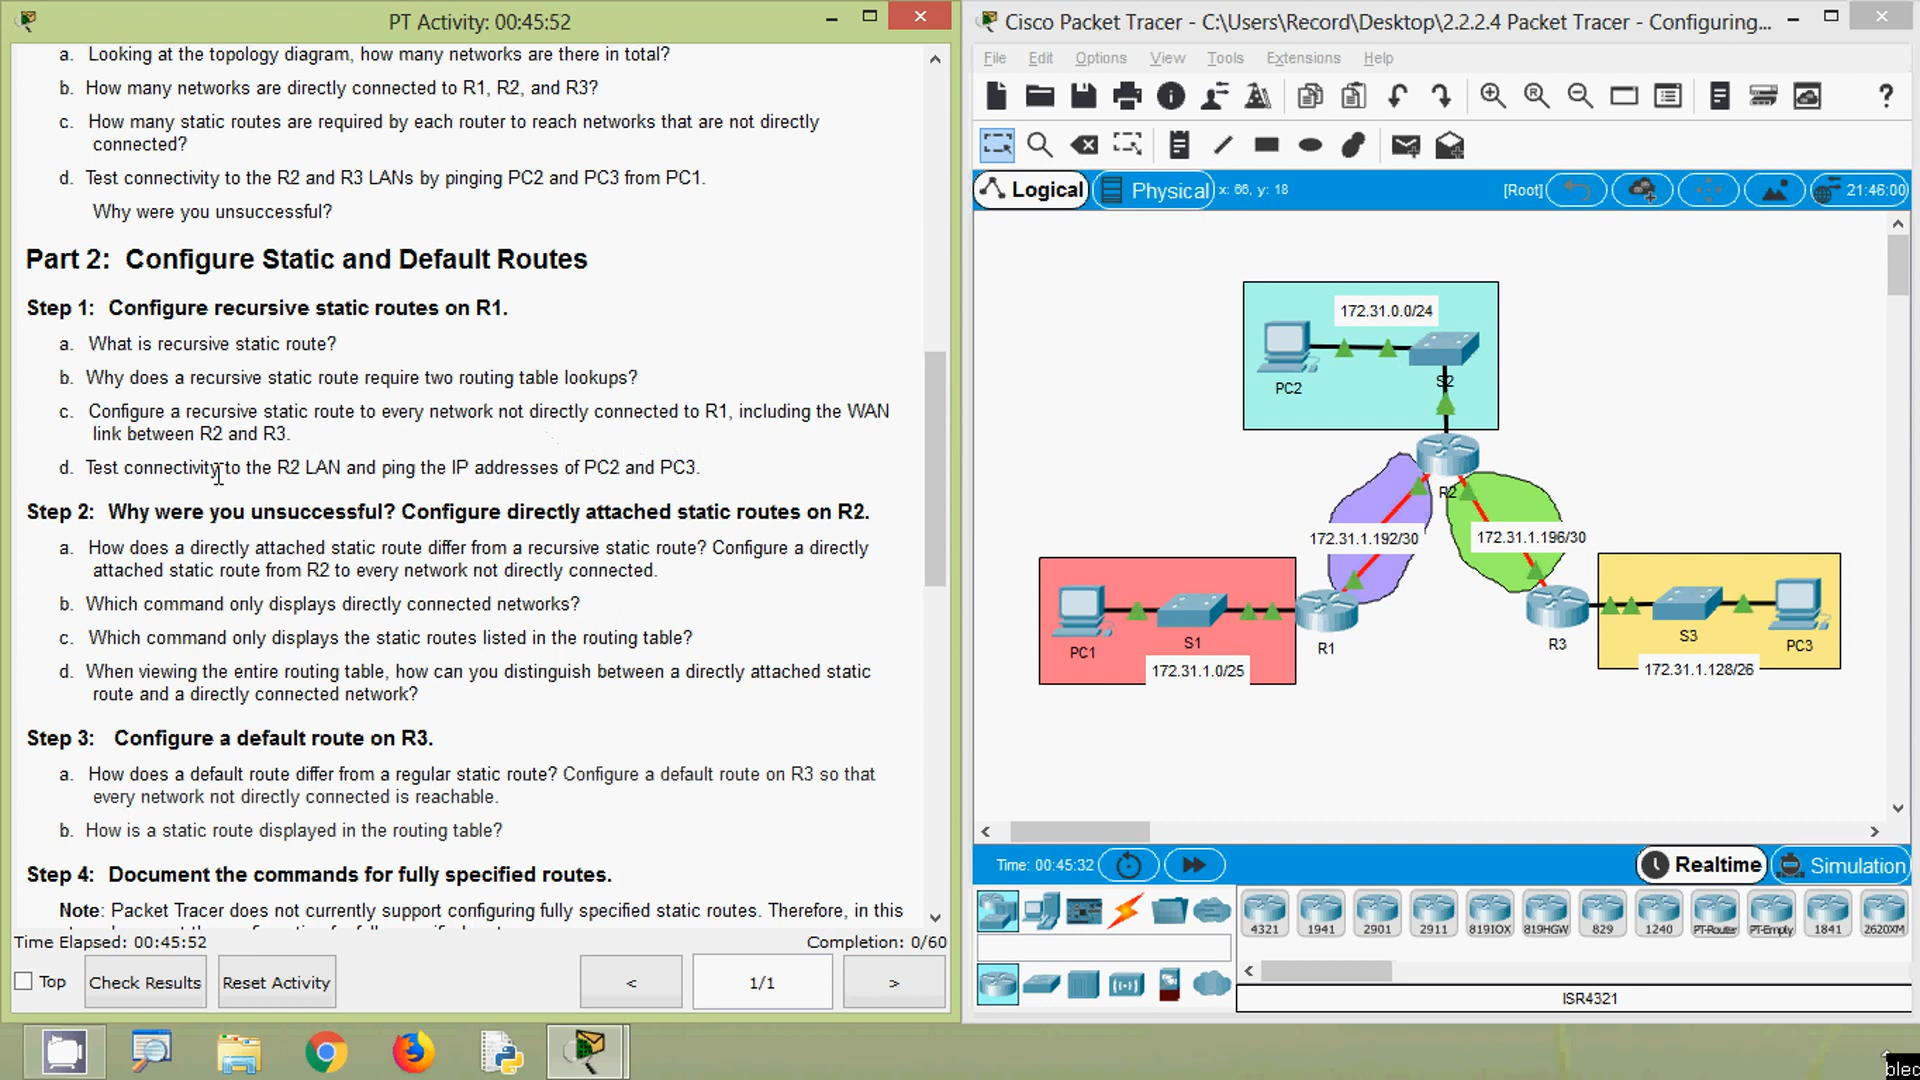 PT Activity: 00:45:52
a. Looking at the topology diagram, how many networks are there in total?
b. How many networks are directly connected to R1, R2, and R3?
c. How many static routes are required by each router to reach networks that are not directly
connected?
d. Test connectivity to the R2 and R3 LANs by pinging PC2 and PC3 from PC1.
Why were you unsuccessful?
Part 2: Configure Static and Default Routes
Step 1: Configure recursive static routes on R1.
a. What is recursive static route?
b. Why does a recursive static route require two routing table lookups?
c. Configure a recursive static route to every network not directly connected to R1, including the WAN
link between R2 and R3.
d. Test connectivity to the R2 LAN and ping the IP addresses of PC2 and PC3.
Step 2: Why were you unsuccessful? Configure directly attached static routes on R2.
a. How does a directly attached static route differ from a recursive static route? Configure a directly
attached static route from R2 to every network not directly connected.
b. Which command only displays directly connected networks?
c. Which command only displays the static routes listed in the routing table?
d. When viewing the entire routing table, how can you distinguish between a directly attached static
route and a directly connected network?
Step 3: Configure a default route on R3.
a. How does a default route differ from a regular static route? Configure a default route on R3 so that
every network not directly connected is reachable.
b. How is a static route displayed in the routing table?
Step 4: Document the commands for fully specified routes.
Note: Packet Tracer does not currently support configuring fully specified static routes. Therefore, in this
Time Elapsed: 00:45:52
Completion: 0/60
Top
Check Results
Reset Activity
<
1/1
>
Cisco Packet Tracer - C:\Users\Record\Desktop\2.2.2.4 Packet Tracer - Configuring...
File Edit Options View Tools Extensions Help
Logical
Physical
x: 66, y: 18
[Root]
21:46:00
172.31.0.0/24
PC2
S2
R2
172.31.1.192/30
172.31.1.196/30
PC1
S1
172.31.1.0/25
R1
R3
S3
PC3
172.31.1.128/26
Time: 00:45:32
Realtime
Simulation
4321 1941 2901 2911 819IOX 819HGW 829 1240 PT-Router PT-Empty 1841 2620XM
ISR4321
blec